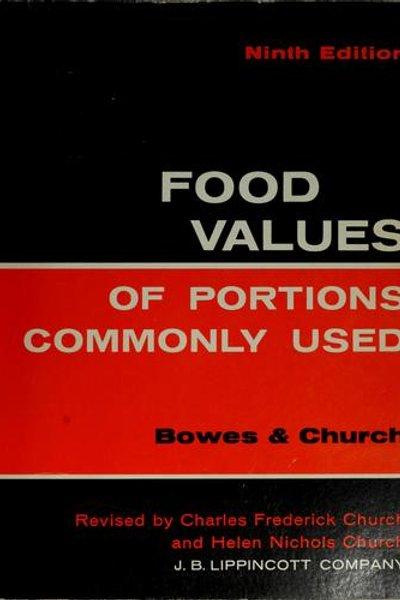 Ninth Edition
FOOD
VALUES
OF PORTIONS
COMMONLY USED
Bowes & Church
Revised by Charles Frederick Church
and Helen Nichols Church
J. B. LIPPINCOTT COMPANY